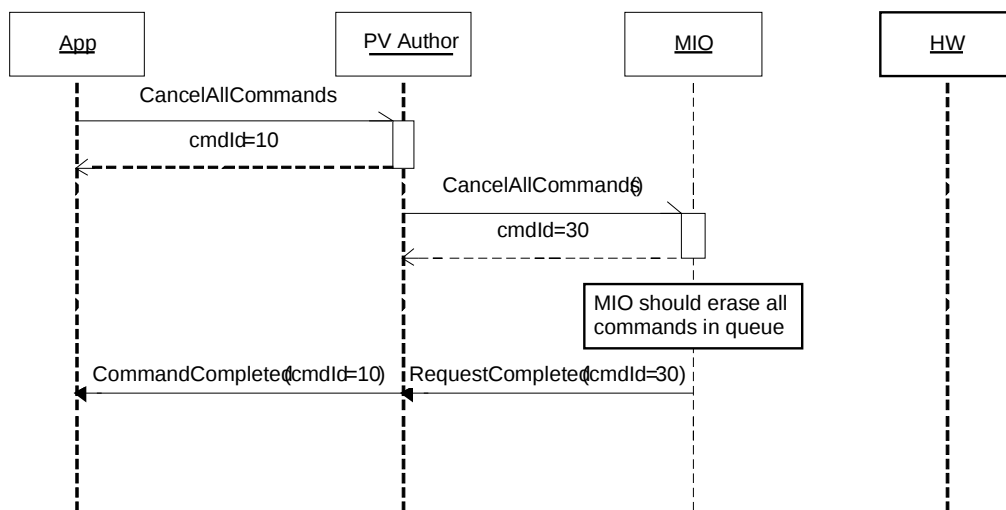 App
PV Author
MIO
HW
CancelAllCommands
cmdId=10
CancelAllCommands()
cmdId=30
MIO should erase all
commands in queue
CommandCompleted(cmdId=10)
RequestCompleted(cmdId=30)